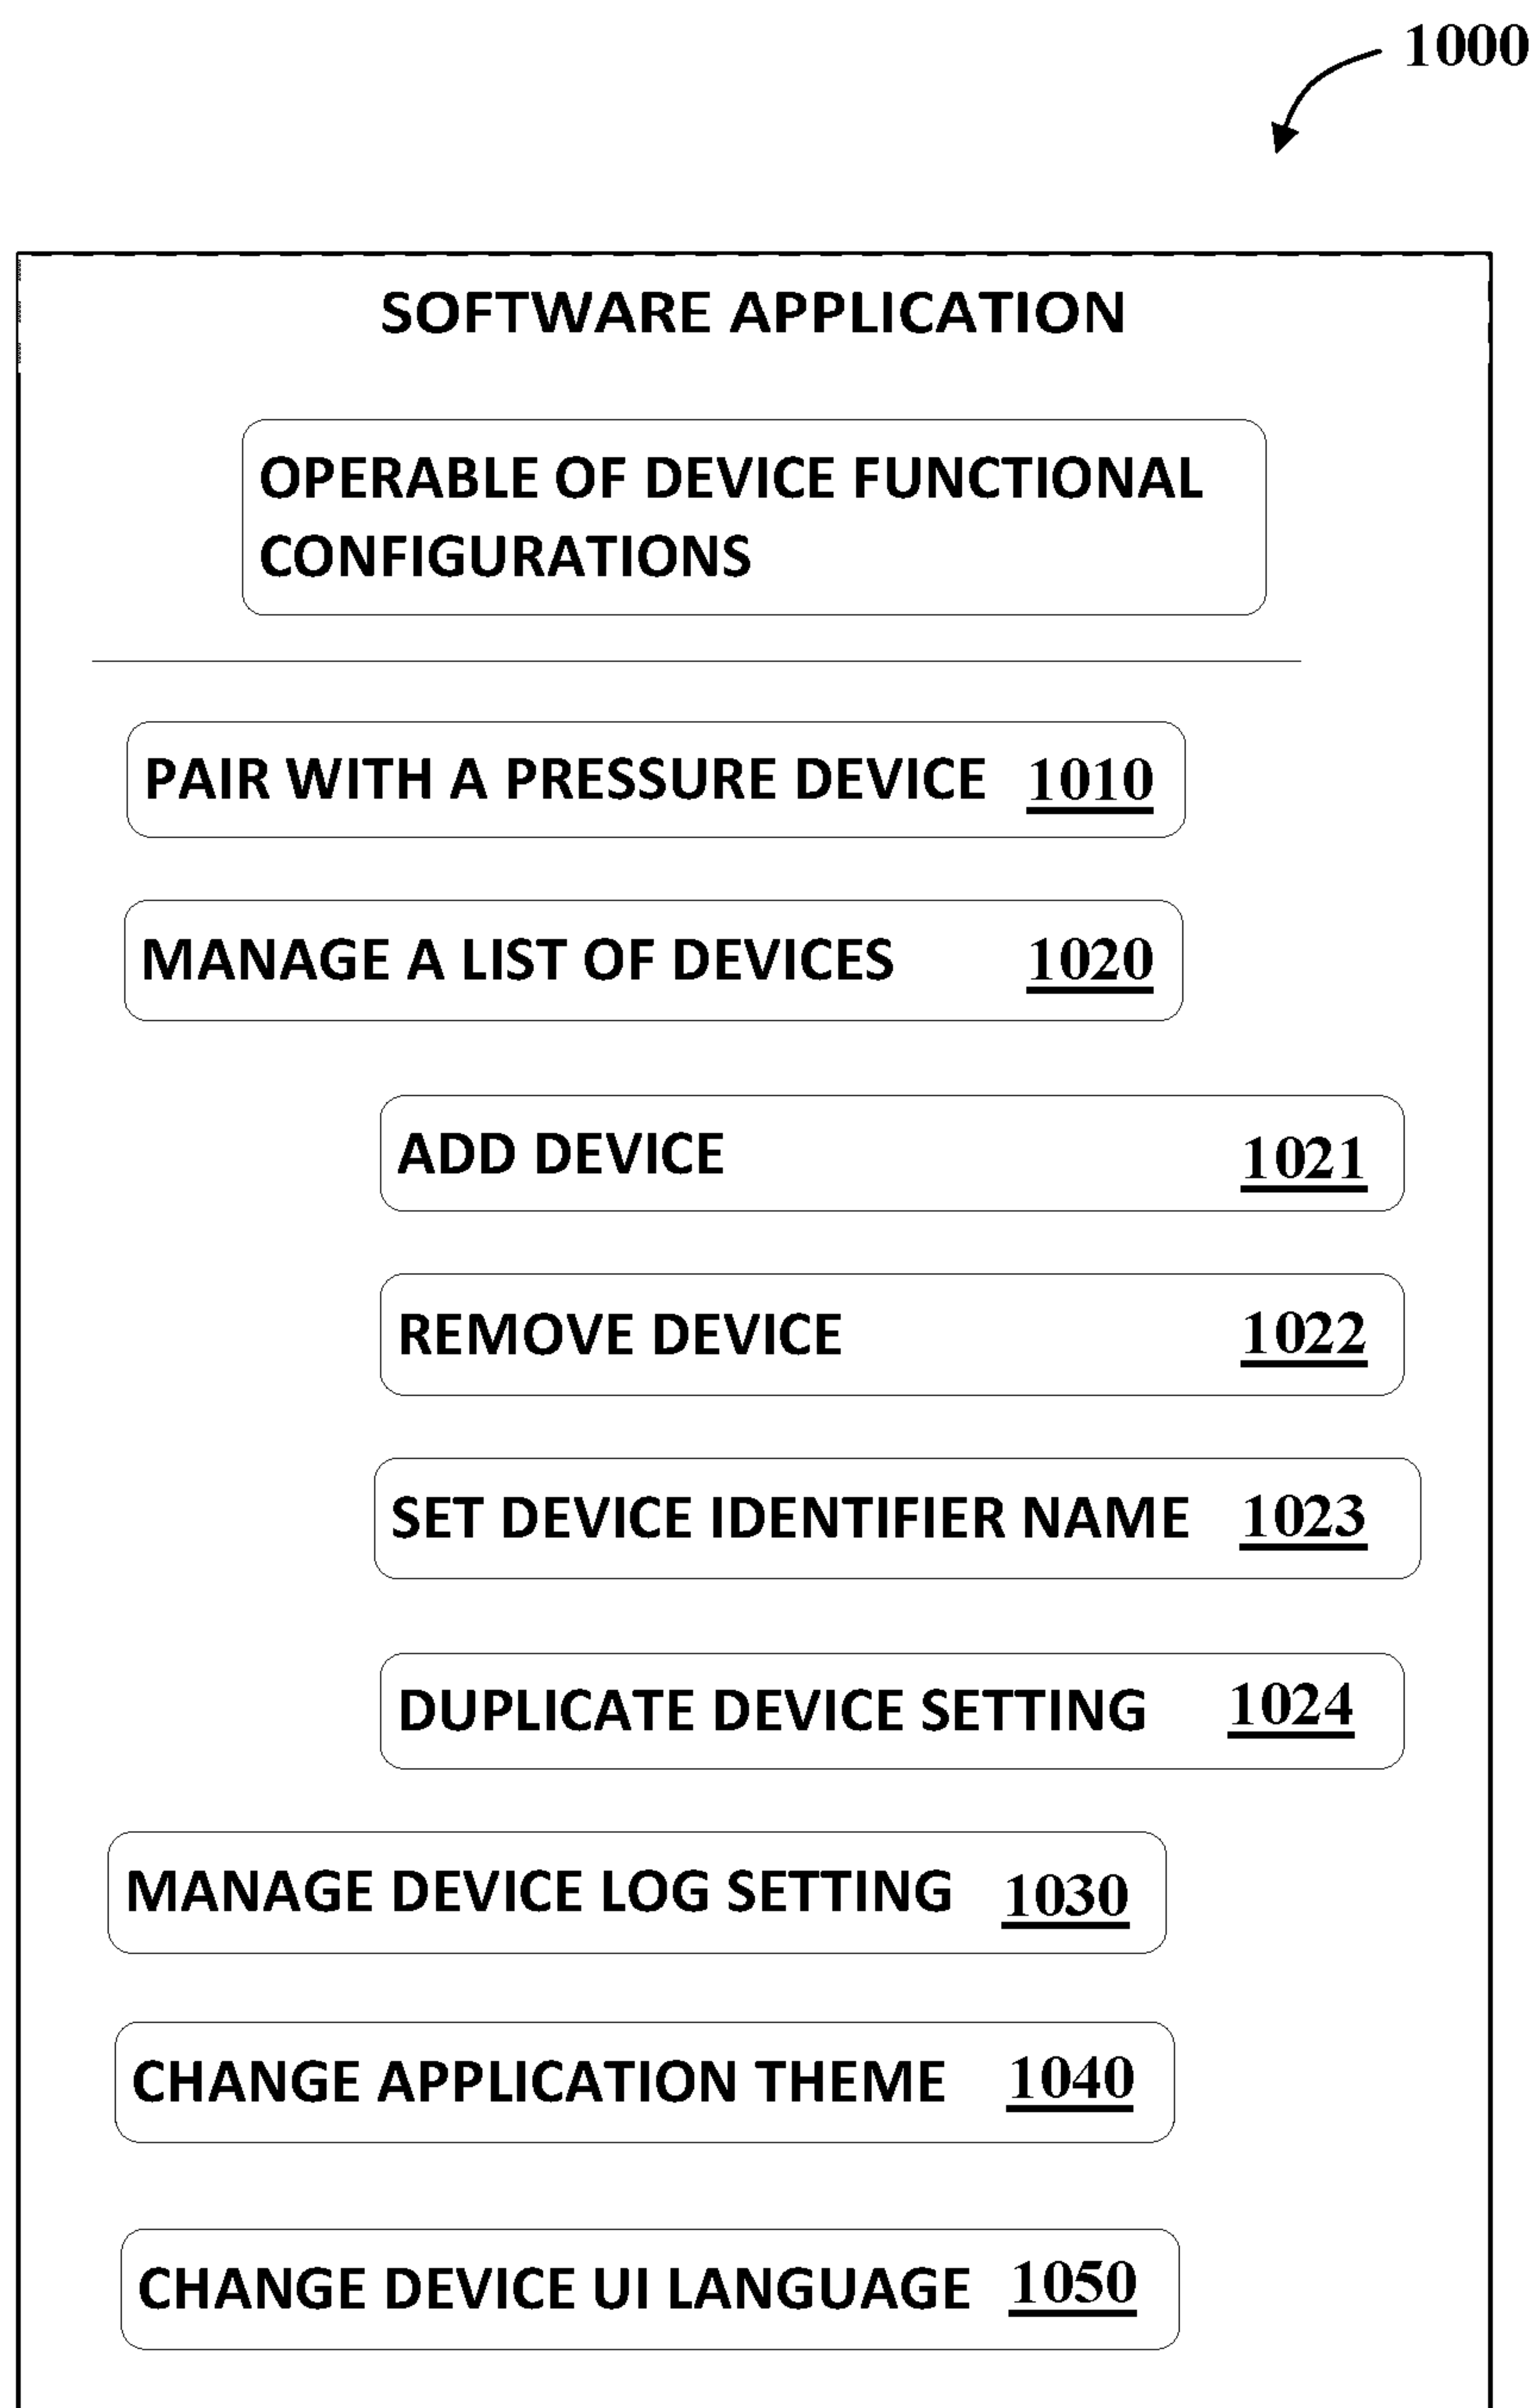 1000
SOFTWARE APPLICATION
OPERABLE OF DEVICE FUNCTIONAL
CONFIGURATIONS
PAIR WITH A PRESSURE DEVICE 1010
MANAGE A LIST OF DEVICES 1020
ADD DEVICE 1021
REMOVE DEVICE 1022
SET DEVICE IDENTIFIER NAME 1023
DUPLICATE DEVICE SETTING 1024
MANAGE DEVICE LOG SETTING 1030
CHANGE APPLICATION THEME 1040
CHANGE DEVICE UI LANGUAGE 1050